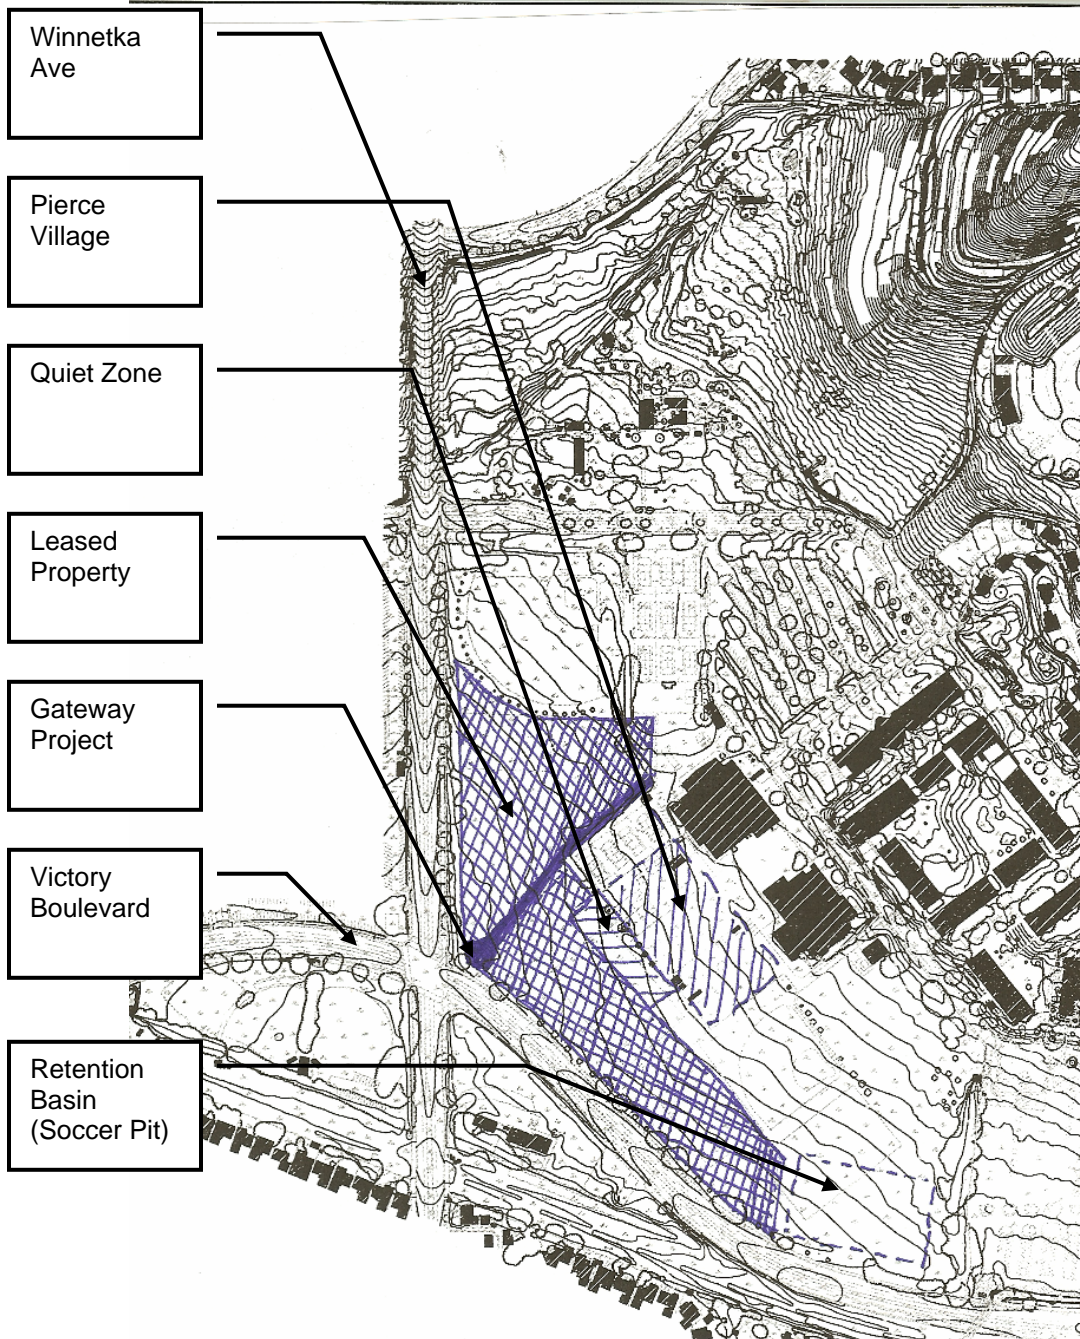 Winnetka
Ave
Pierce
Village
Quiet Zone
Leased
Property
Gateway
Project
Victory
Boulevard
Retention
Basin
(Soccer Pit)